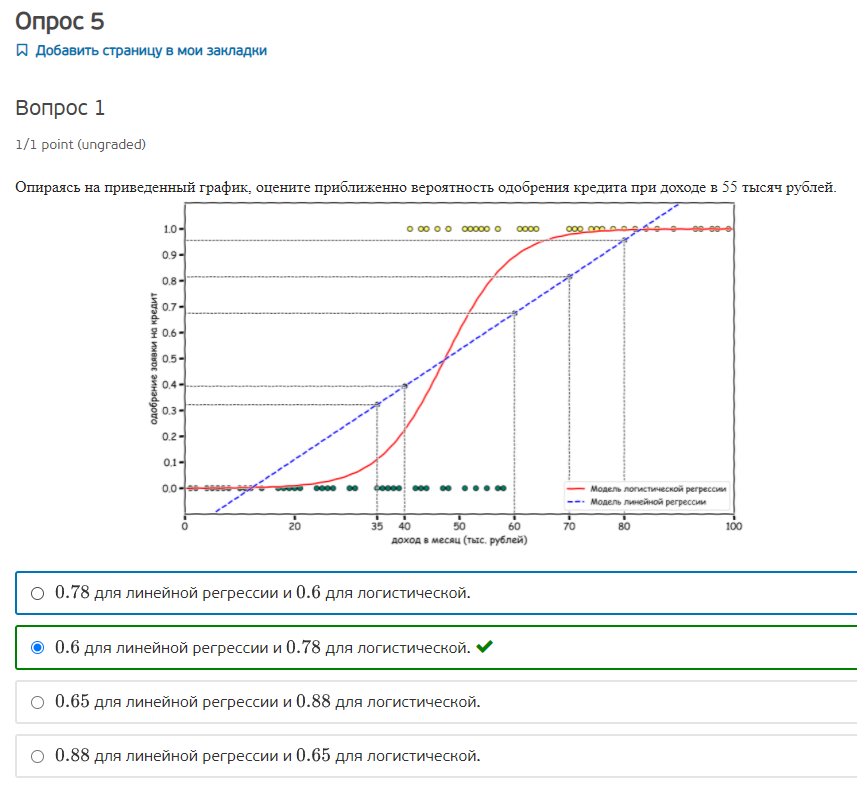 Опрос 5
Добавить страницу в мои закладки
Вопрос 1
1/1 point (ungraded)
Опираясь на приведенный график, оцените приближенно вероятность одобрения кредита при доходе в 55 тысяч рублей.
одобрение заявки на кредит
1.0
0.9
0.8
0.7
0.6
0.5
0.4
0.3
0.2
0.1
0.0
Модель логистической регрессии
Модель линейной регрессии
0 20 35 40 50 60 70 80 100
доход в месяц (тыс. рублей)
0.78 для линейной регрессии и 0.6 для логистической.
0.6 для линейной регрессии и 0.78 для логистической.
0.65 для линейной регрессии и 0.88 для логистической.
0.88 для линейной регрессии и 0.65 для логистической.